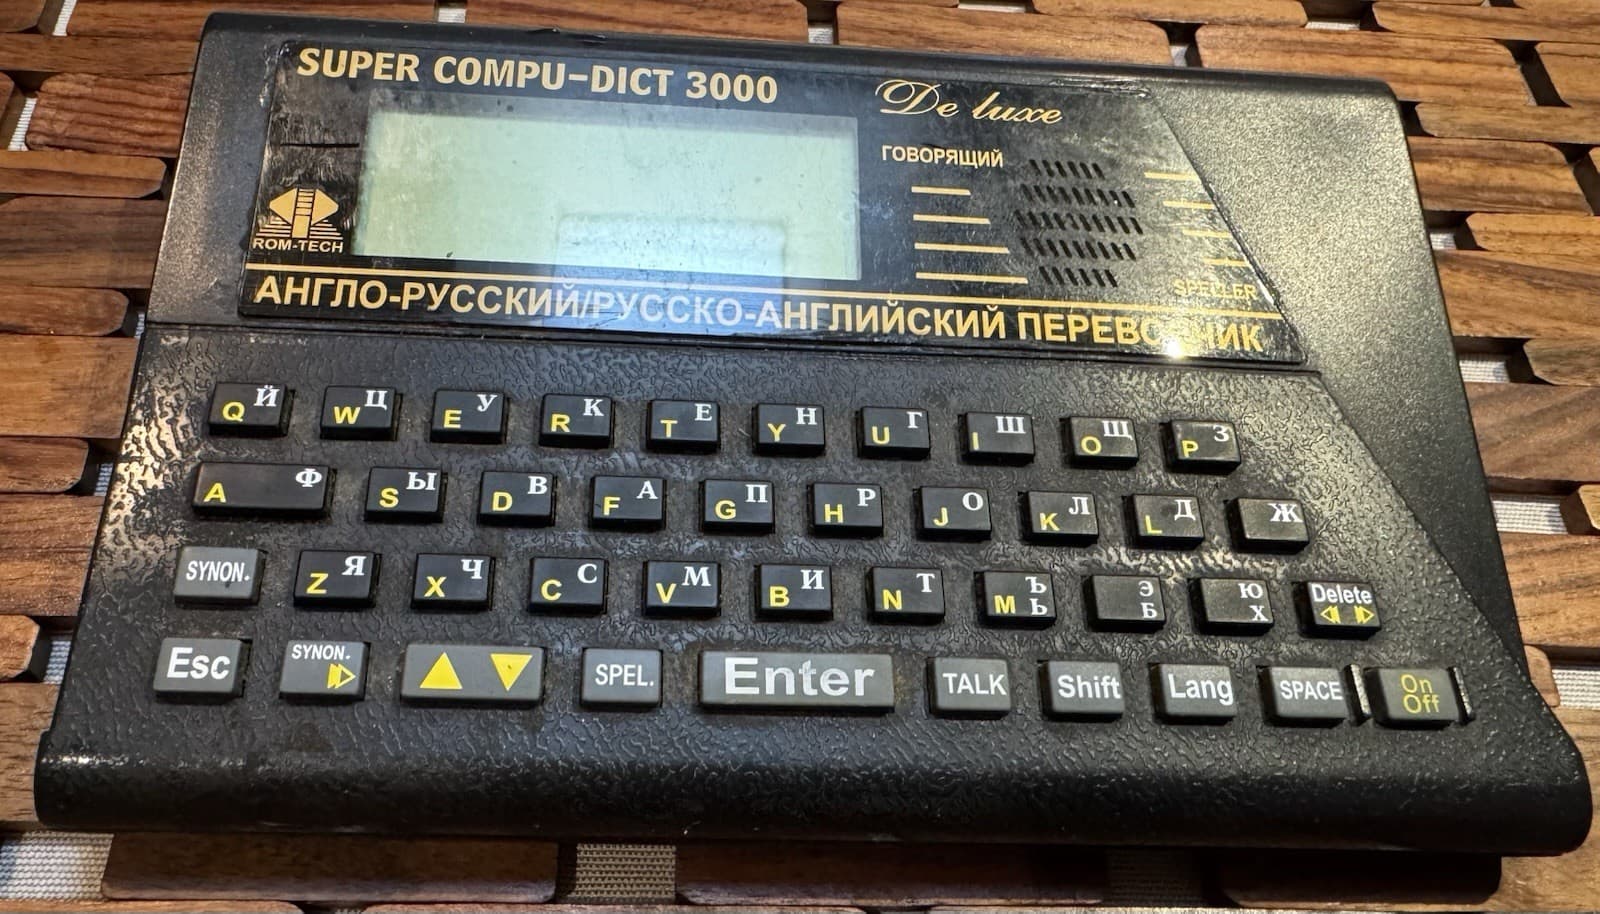 SUPER COMPU-DICT 3000
De luxe
ГОВОРЯЩИЙ
ROM-TECH
SPELLER
АНГЛО-РУССКИЙ/РУССКО-АНГЛИЙСКИЙ ПЕРЕВОДЧИК
Q Й W Ц E У R К T Е Y Н U Г I Ш O Щ P З
A Ф S Ы D В F А G П H Р J О K Л L Д Ж
SYNON. Z Я X Ч C С V М B И N Т M Ъ Ь Э Б Ю Х Delete
Esc SYNON. SPEL. Enter TALK Shift Lang SPACE On Off